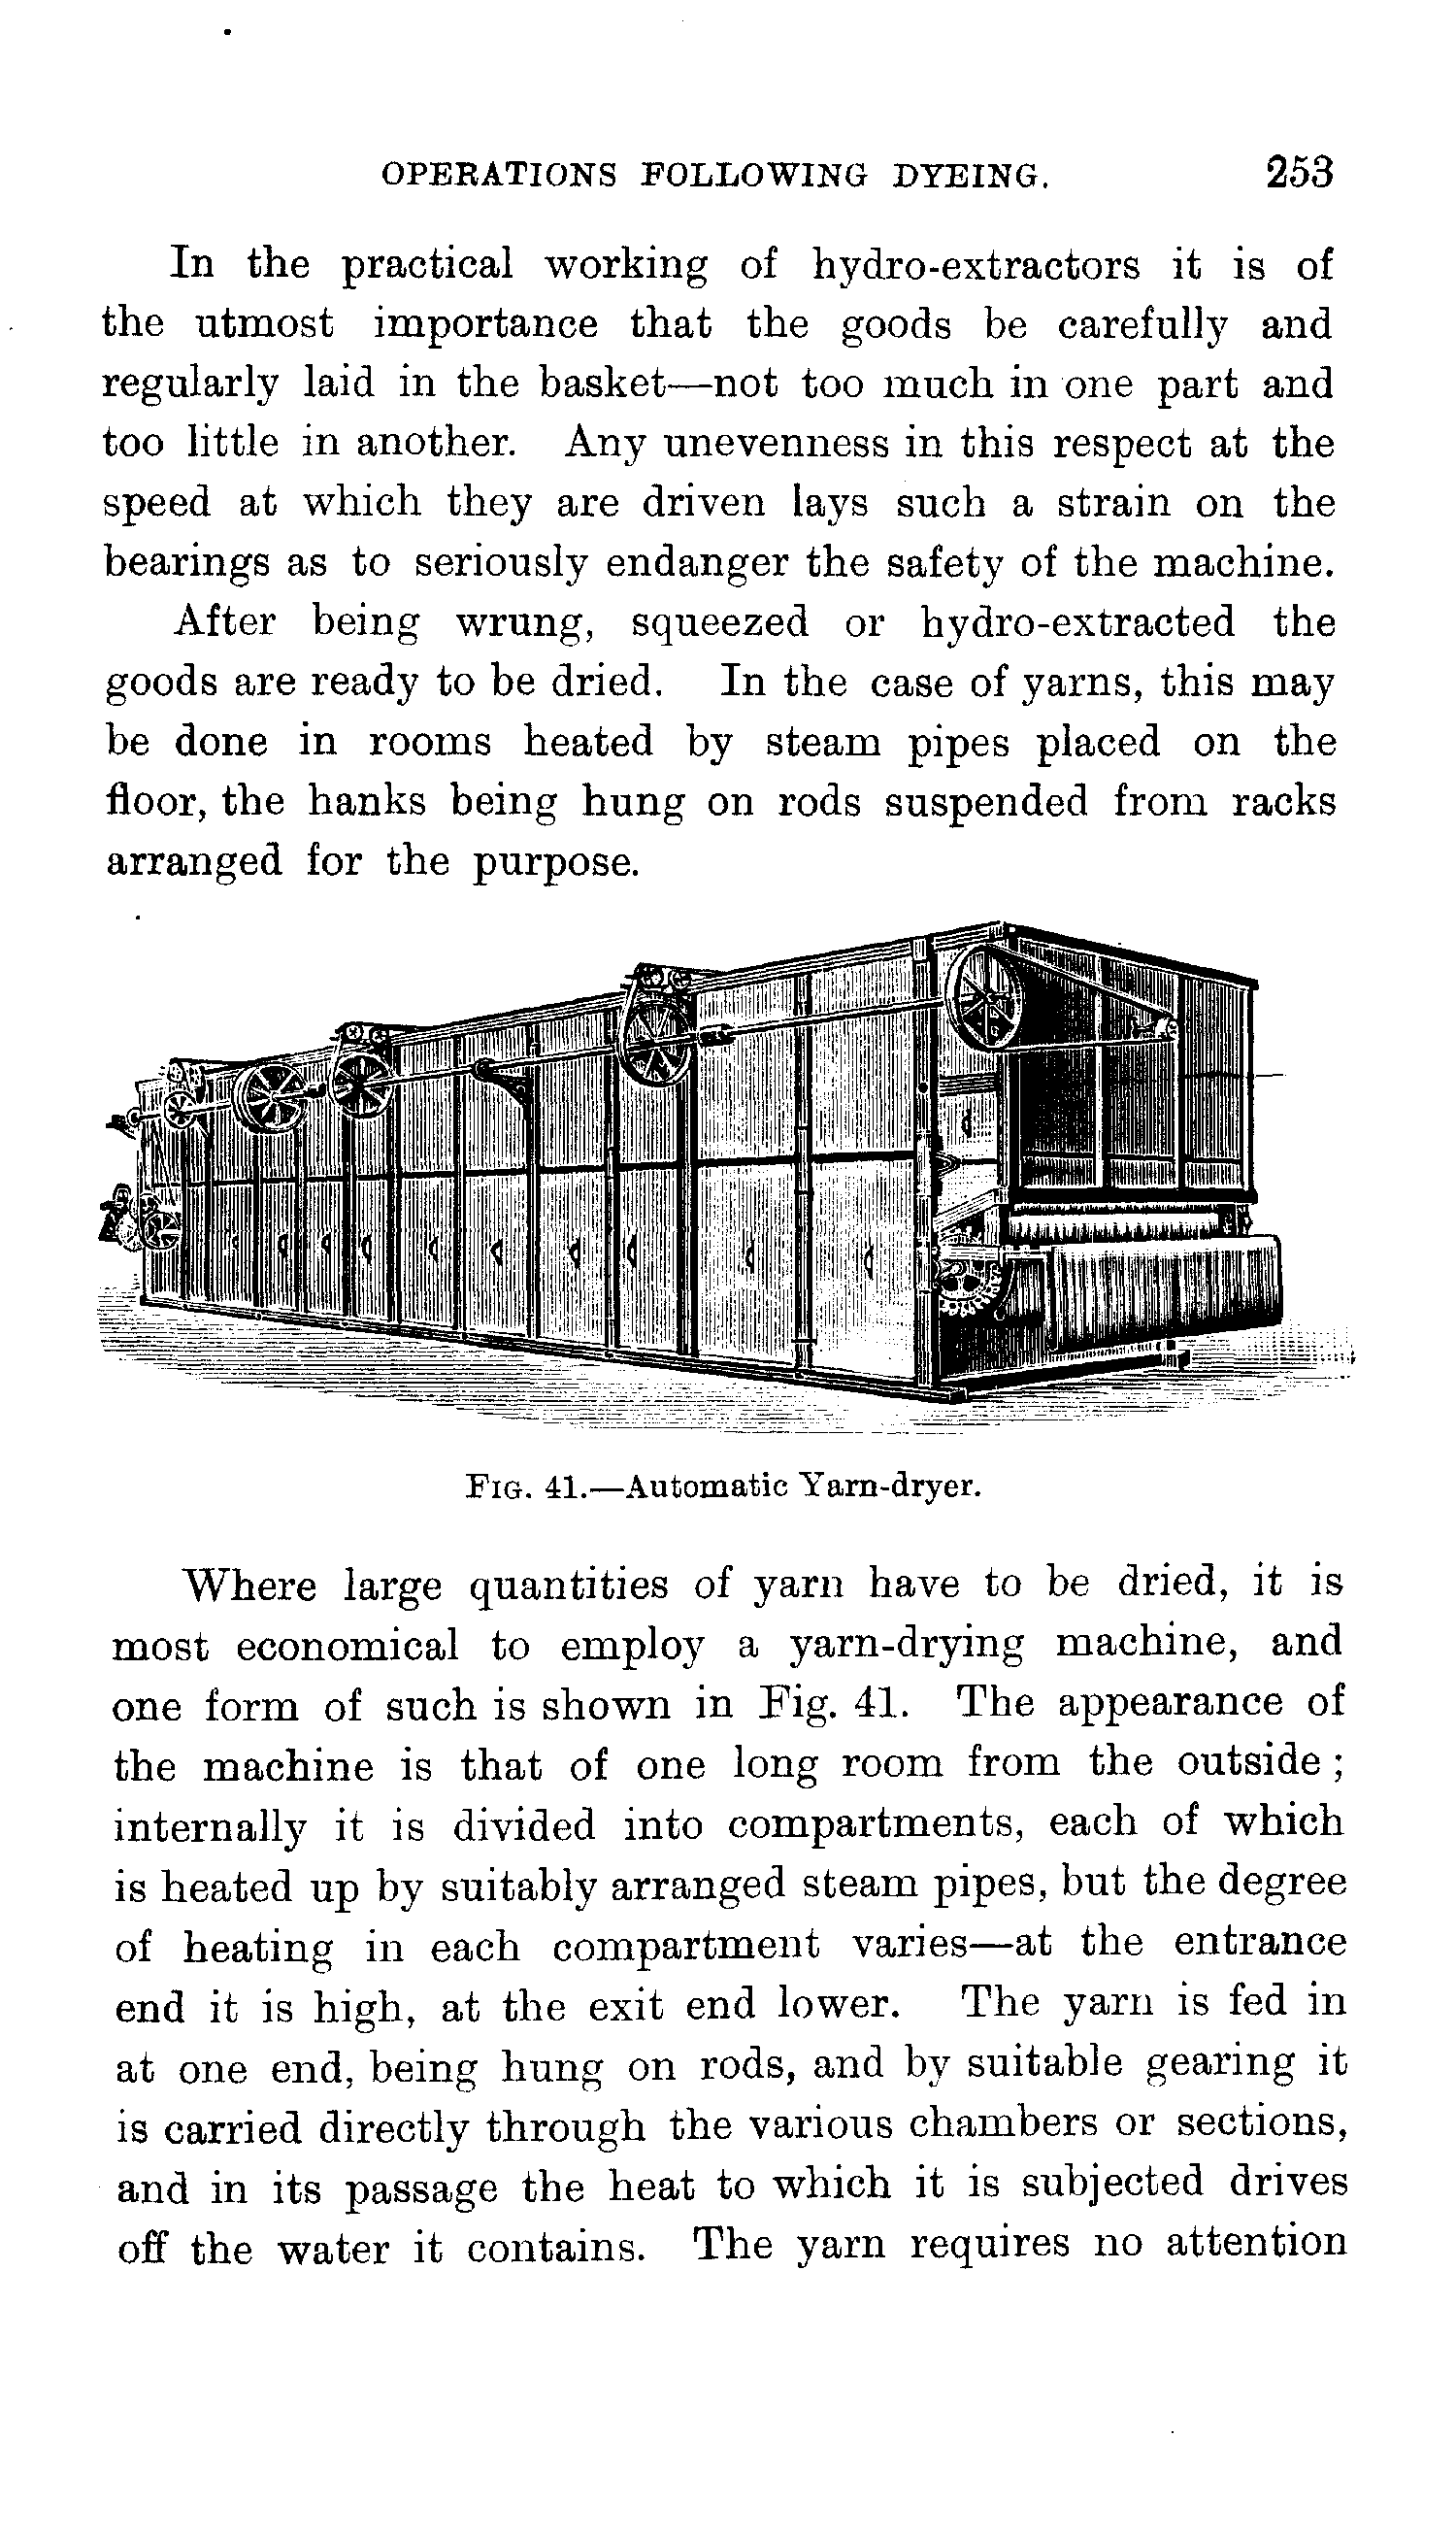 OPERATIONS FOLLOWING DYEING. 253
In the practical working of hydro-extractors it is of
the utmost importance that the goods be carefully and
regularly laid in the basket—not too much in one part and
too little in another. Any unevenness in this respect at the
speed at which they are driven lays such a strain on the
bearings as to seriously endanger the safety of the machine.
After being wrung, squeezed or hydro-extracted the
goods are ready to be dried. In the case of yarns, this may
be done in rooms heated by steam pipes placed on the
floor, the hanks being hung on rods suspended from racks
arranged for the purpose.
FIG. 41.—Automatic Yarn-dryer.
Where large quantities of yarn have to be dried, it is
most economical to employ a yarn-drying machine, and
one form of such is shown in Fig. 41. The appearance of
the machine is that of one long room from the outside ;
internally it is divided into compartments, each of which
is heated up by suitably arranged steam pipes, but the degree
of heating in each compartment varies—at the entrance
end it is high, at the exit end lower. The yarn is fed in
at one end, being hung on rods, and by suitable gearing it
is carried directly through the various chambers or sections,
and in its passage the heat to which it is subjected drives
off the water it contains. The yarn requires no attention